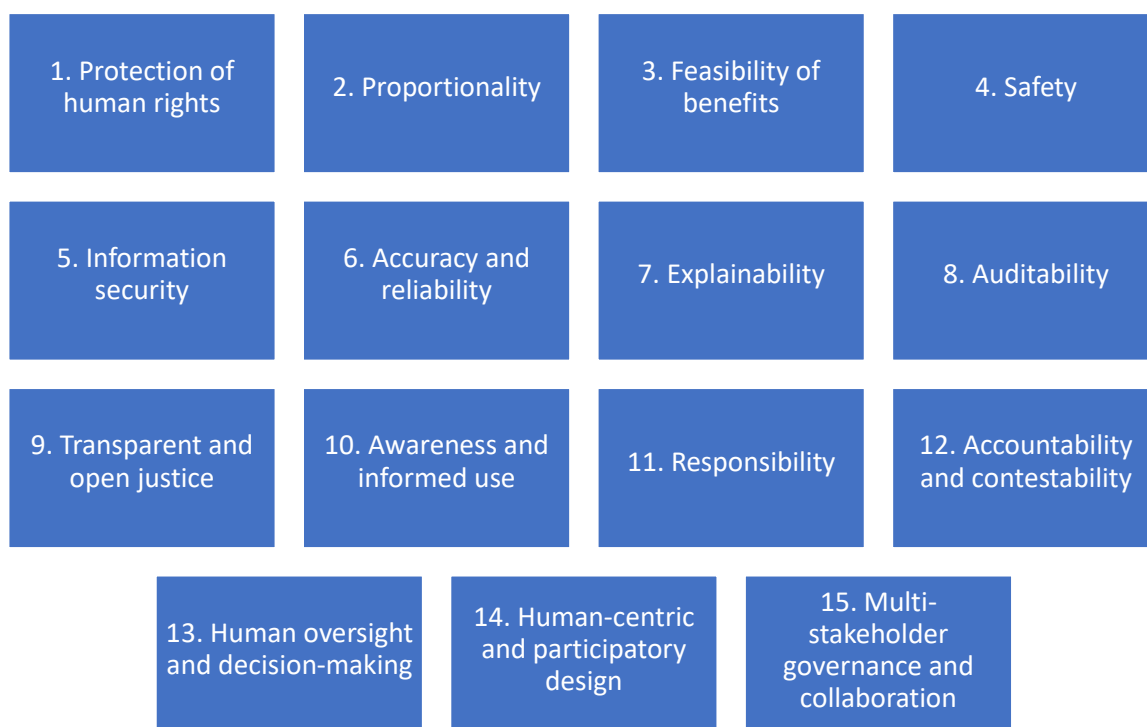 1. Protection of
human rights
2. Proportionality
3. Feasibility of
benefits
4. Safety
5. Information
security
6. Accuracy and
reliability
7. Explainability
8. Auditability
9. Transparent and
open justice
10. Awareness and
informed use
11. Responsibility
12. Accountability
and contestability
13. Human oversight
and decision-making
14. Human-centric
and participatory
design
15. Multi-
stakeholder
governance and
collaboration